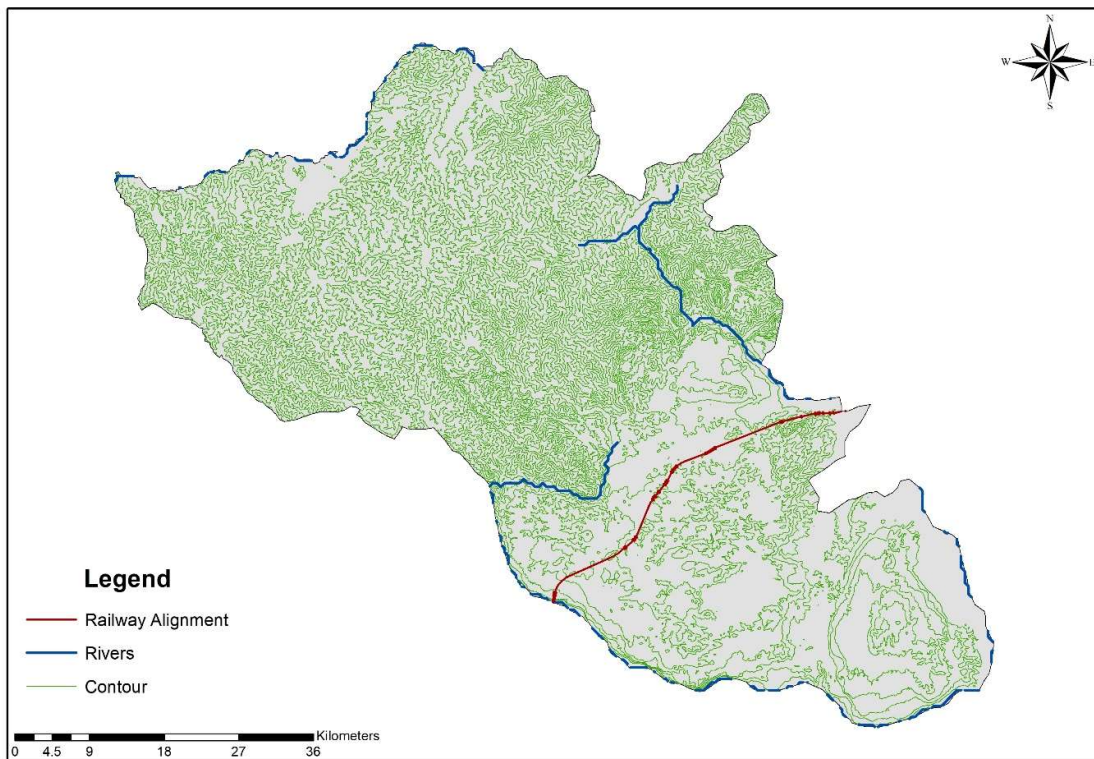 N
W E
S
Legend
Railway Alignment
Rivers
Contour
Kilometers
0 4.5 9 18 27 36